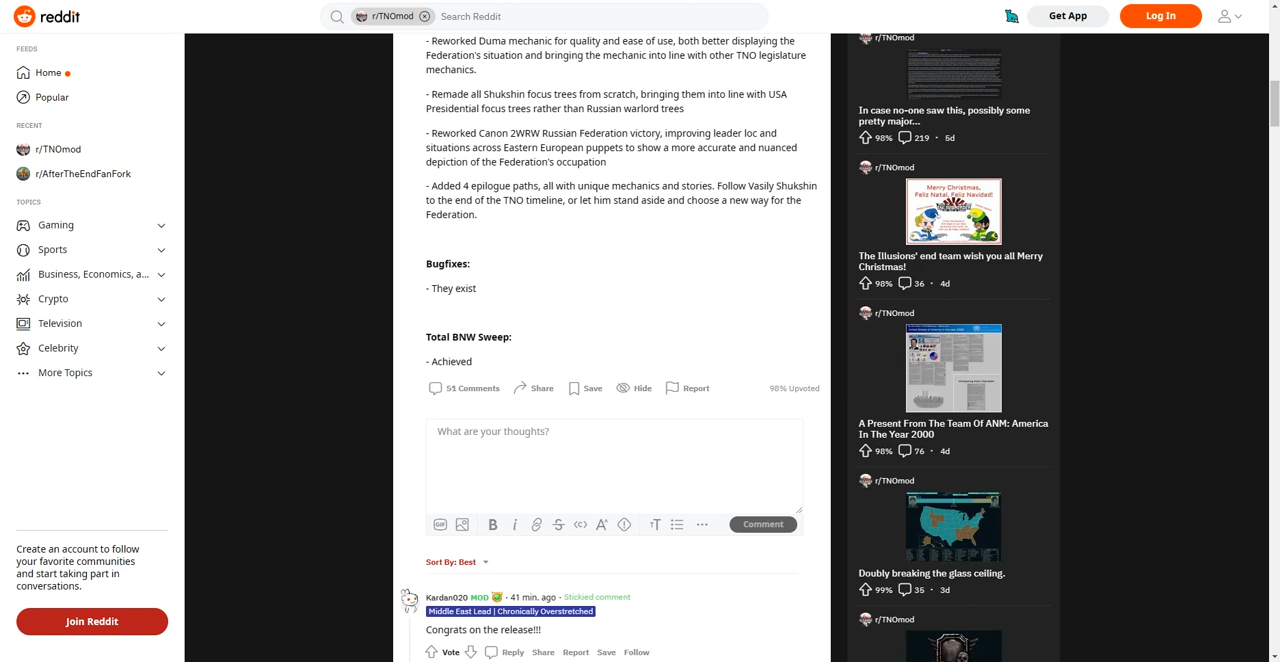 reddit
r/TNOmod
Search Reddit
Get App
Log In
FEEDS
Home
Popular
RECENT
r/TNOmod
r/AfterTheEndFanFork
TOPICS
Gaming
Sports
Business, Economics, a...
Crypto
Television
Celebrity
More Topics
Create an account to follow
your favorite communities
and start taking part in
conversations.
Join Reddit
- Reworked Duma mechanic for quality and ease of use, both better displaying the
Federation's situation and bringing the mechanic into line with other TNO legislature
mechanics.
- Remade all Shukshin focus trees from scratch, bringing them into line with USA
Presidential focus trees rather than Russian warlord trees
- Reworked Canon 2WRW Russian Federation victory, improving leader loc and
situations across Eastern European puppets to show a more accurate and nuanced
depiction of the Federation's occupation
- Added 4 epilogue paths, all with unique mechanics and stories. Follow Vasily Shukshin
to the end of the TNO timeline, or let him stand aside and choose a new way for the
Federation.
Bugfixes:
- They exist
Total BNW Sweep:
- Achieved
51 Comments Share Save Hide Report 98% Upvoted
What are your thoughts?
Comment
Sort By: Best
Kardan020 MOD · 41 min. ago · Stickied comment
Middle East Lead | Chronically Overstretched
Congrats on the release!!!
Vote Reply Share Report Save Follow
r/TNOmod
In case no-one saw this, possibly some
pretty major...
98% 219 · 5d
r/TNOmod
Merry Christmas,
Feliz Natal, Feliz Navidad!
The Illusions' end team wish you all Merry
Christmas!
98% 36 · 4d
r/TNOmod
A Present From The Team Of ANM: America
In The Year 2000
98% 76 · 4d
r/TNOmod
Doubly breaking the glass ceiling.
99% 35 · 3d
r/TNOmod